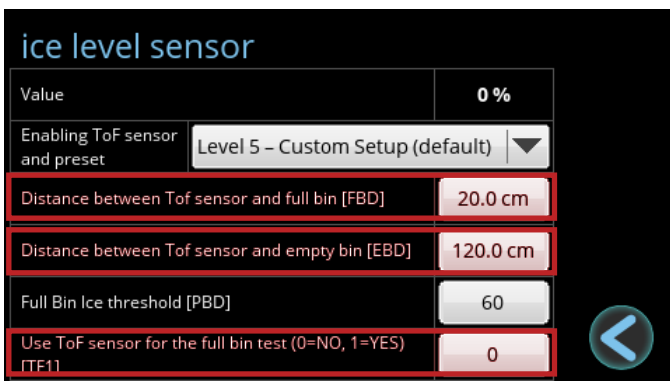 ice level sensor
Value 0 %
Enabling ToF sensor
and preset
Level 5 – Custom Setup (default)
Distance between Tof sensor and full bin [FBD] 20.0 cm
Distance between Tof sensor and empty bin [EBD] 120.0 cm
Full Bin Ice threshold [PBD] 60
Use ToF sensor for the full bin test (0=NO, 1=YES)
[TF1] 0